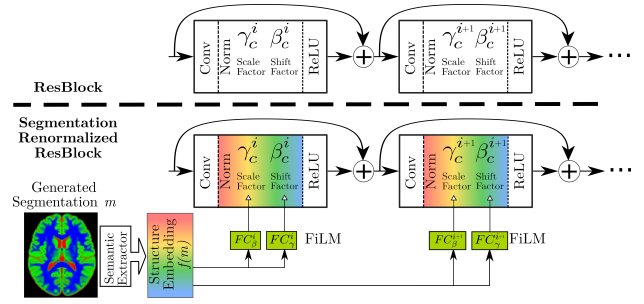 γ_c^i β_c^i
Conv Norm Scale Factor Shift Factor ReLU
+
γ_c^{i+1} β_c^{i+1}
Conv Norm Scale Factor Shift Factor ReLU
+
...
ResBlock
Segmentation
Renormalized
ResBlock
γ_c^i β_c^i
Conv Norm Scale Factor Shift Factor ReLU
+
γ_c^{i+1} β_c^{i+1}
Conv Norm Scale Factor Shift Factor ReLU
+
...
Generated
Segmentation m
Semantic
Extractor
Structure
Embedding
f(m)
FC_β^i FC_γ^i FiLM
FC_β^{i+1} FC_γ^{i+1} FiLM